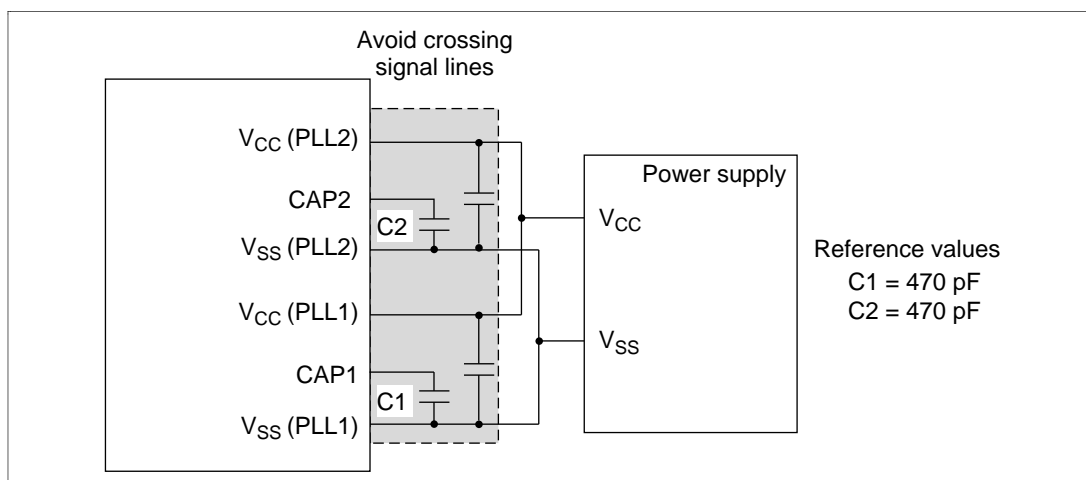 Avoid crossing
signal lines
VCC (PLL2)
CAP2
C2
VSS (PLL2)
VCC (PLL1)
CAP1
C1
VSS (PLL1)
Power supply
VCC
VSS
Reference values
C1 = 470 pF
C2 = 470 pF